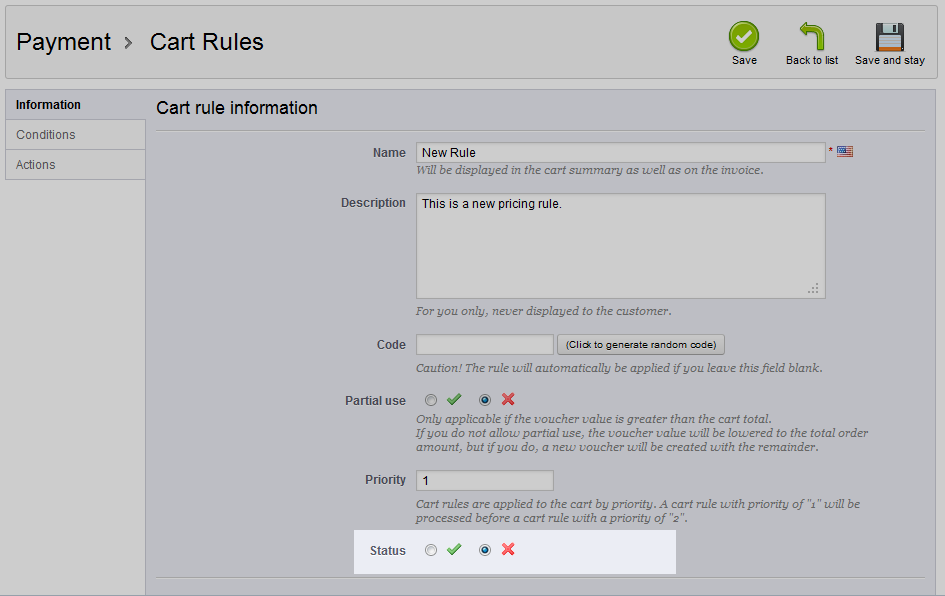 Payment > Cart Rules
Save
Back to list
Save and stay
Information
Conditions
Actions
Cart rule information
Name
New Rule
*
Will be displayed in the cart summary as well as on the invoice.
Description
This is a new pricing rule.
For you only, never displayed to the customer.
Code
(Click to generate random code)
Caution! The rule will automatically be applied if you leave this field blank.
Partial use
Only applicable if the voucher value is greater than the cart total.
If you do not allow partial use, the voucher value will be lowered to the total order
amount, but if you do, a new voucher will be created with the remainder.
Priority
1
Cart rules are applied to the cart by priority. A cart rule with priority of "1" will be
processed before a cart rule with a priority of "2".
Status